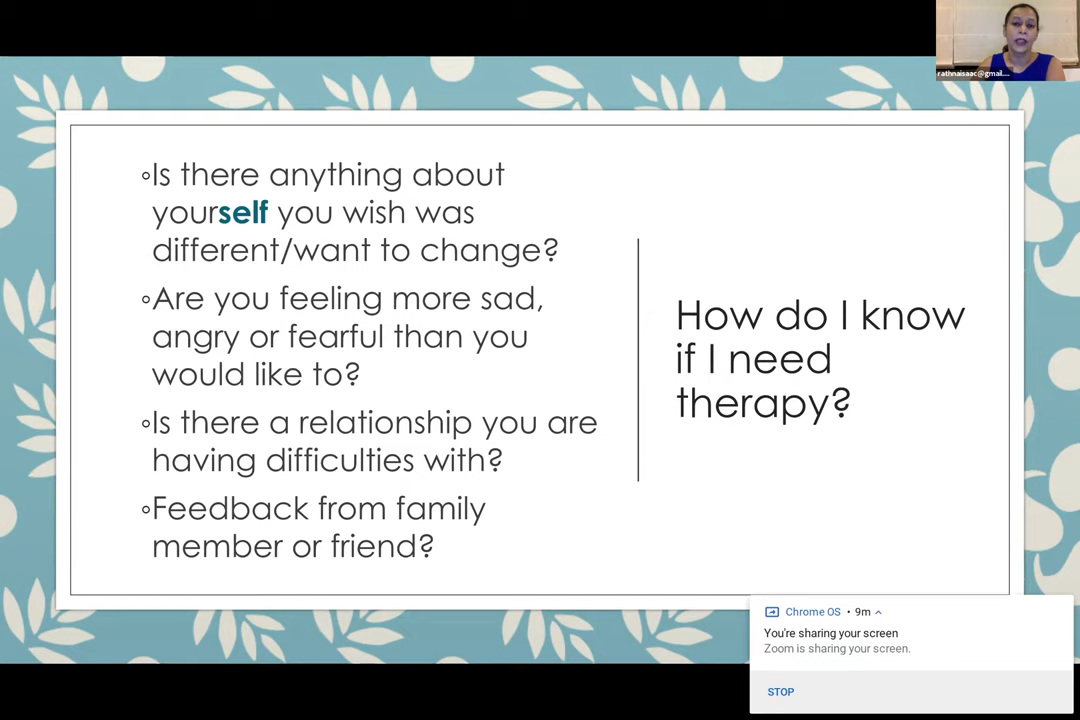 rathnaisaac@gmail....
◦Is there anything about
yourself you wish was
different/want to change?
◦Are you feeling more sad,
angry or fearful than you
would like to?
◦Is there a relationship you are
having difficulties with?
◦Feedback from family
member or friend?
How do I know
if I need
therapy?
Chrome OS • 9m
You're sharing your screen
Zoom is sharing your screen.
STOP